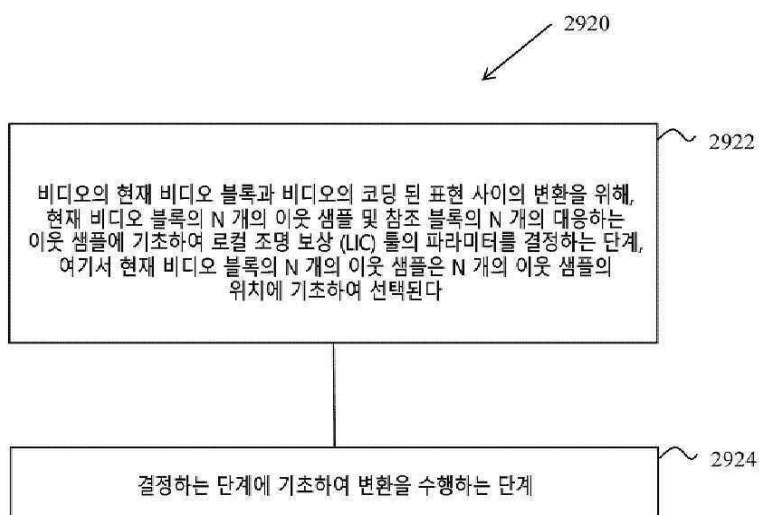 2920
2922
비디오의 현재 비디오 블록과 비디오의 코딩 된 표현 사이의 변환을 위해,
현재 비디오 블록의 N 개의 이웃 샘플 및 참조 블록의 N 개의 대응하는
이웃 샘플에 기초하여 로컬 조명 보상 (LIC) 툴의 파라미터를 결정하는 단계,
여기서 현재 비디오 블록의 N 개의 이웃 샘플은 N 개의 이웃 샘플의
위치에 기초하여 선택된다
2924
결정하는 단계에 기초하여 변환을 수행하는 단계